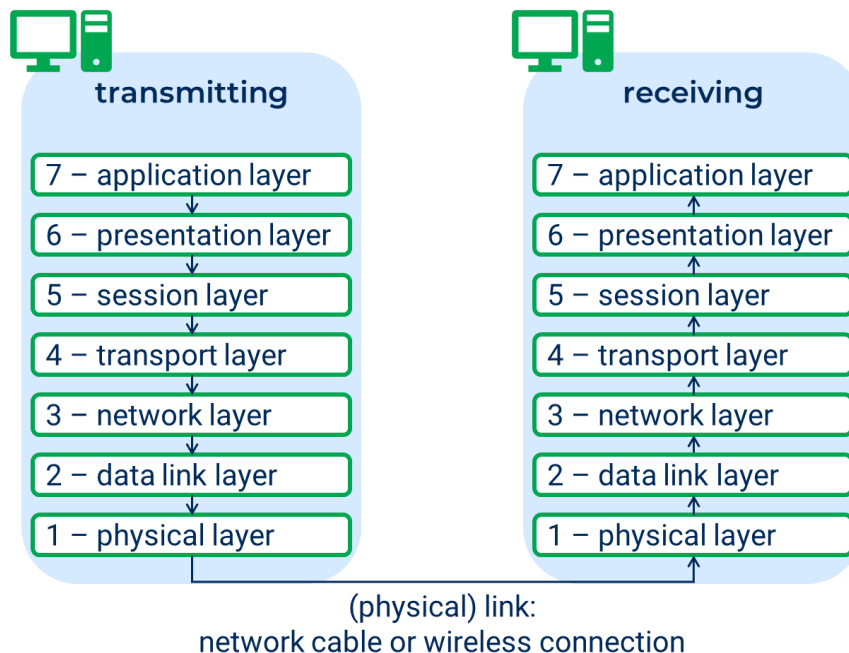 transmitting
7 – application layer
6 – presentation layer
5 – session layer
4 – transport layer
3 – network layer
2 – data link layer
1 – physical layer
receiving
7 – application layer
6 – presentation layer
5 – session layer
4 – transport layer
3 – network layer
2 – data link layer
1 – physical layer
(physical) link:
network cable or wireless connection